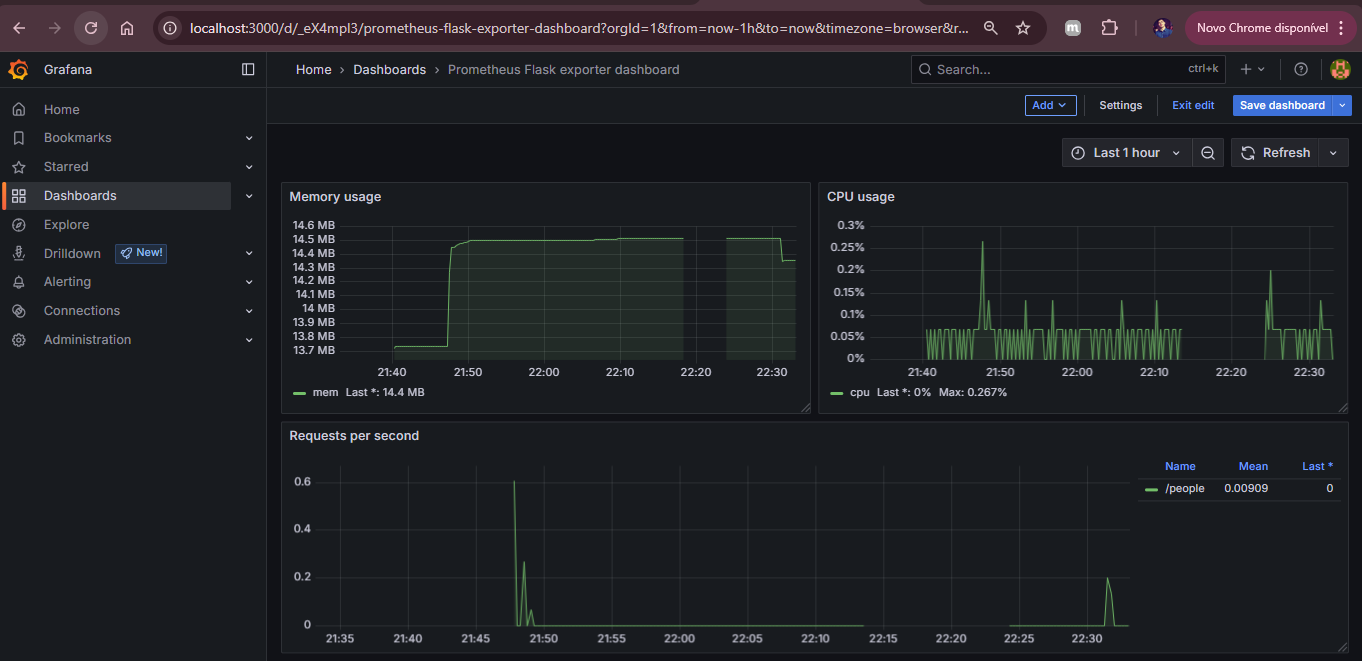 localhost:3000/d/_eX4mpl3/prometheus-flask-exporter-dashboard?orgId=1&from=now-1h&to=now&timezone=browser&r...
Novo Chrome disponível
Grafana
Home › Dashboards › Prometheus Flask exporter dashboard
Search...
ctrl+k
Home
Bookmarks
Starred
Dashboards
Explore
Drilldown
New!
Alerting
Connections
Administration
Add
Settings
Exit edit
Save dashboard
Last 1 hour
Refresh
Memory usage
14.6 MB
14.5 MB
14.4 MB
14.3 MB
14.2 MB
14.1 MB
14 MB
13.9 MB
13.8 MB
13.7 MB
21:40 21:50 22:00 22:10 22:20 22:30
mem Last *: 14.4 MB
CPU usage
0.3%
0.25%
0.2%
0.15%
0.1%
0.05%
0%
21:40 21:50 22:00 22:10 22:20 22:30
cpu Last *: 0% Max: 0.267%
Requests per second
0.6
0.4
0.2
0
21:35 21:40 21:45 21:50 21:55 22:00 22:05 22:10 22:15 22:20 22:25 22:30
Name Mean Last *
/people 0.00909 0